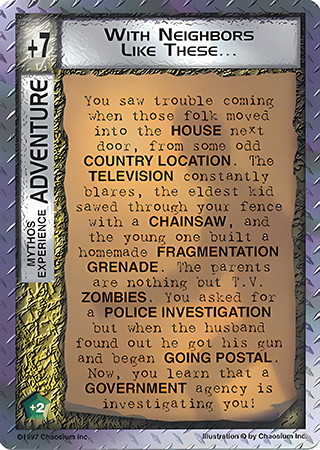 +7
WITH NEIGHBORS
LIKE THESE...
MYTHOS
EXPERIENCE
ADVENTURE
You saw trouble coming
when those folk moved
into the HOUSE next
door, from some odd
COUNTRY LOCATION. The
TELEVISION constantly
blares, the eldest kid
sawed through your fence
with a CHAINSAW, and
the young one built a
homemade FRAGMENTATION
GRENADE. The parents
are nothing but T.V.
ZOMBIES. You asked for
a POLICE INVESTIGATION
but when the husband
found out he got his gun
and began GOING POSTAL.
Now, you learn that a
GOVERNMENT agency is
investigating you!
+2
©1997 Chaosium Inc.
Illustration © by Chaosium Inc.